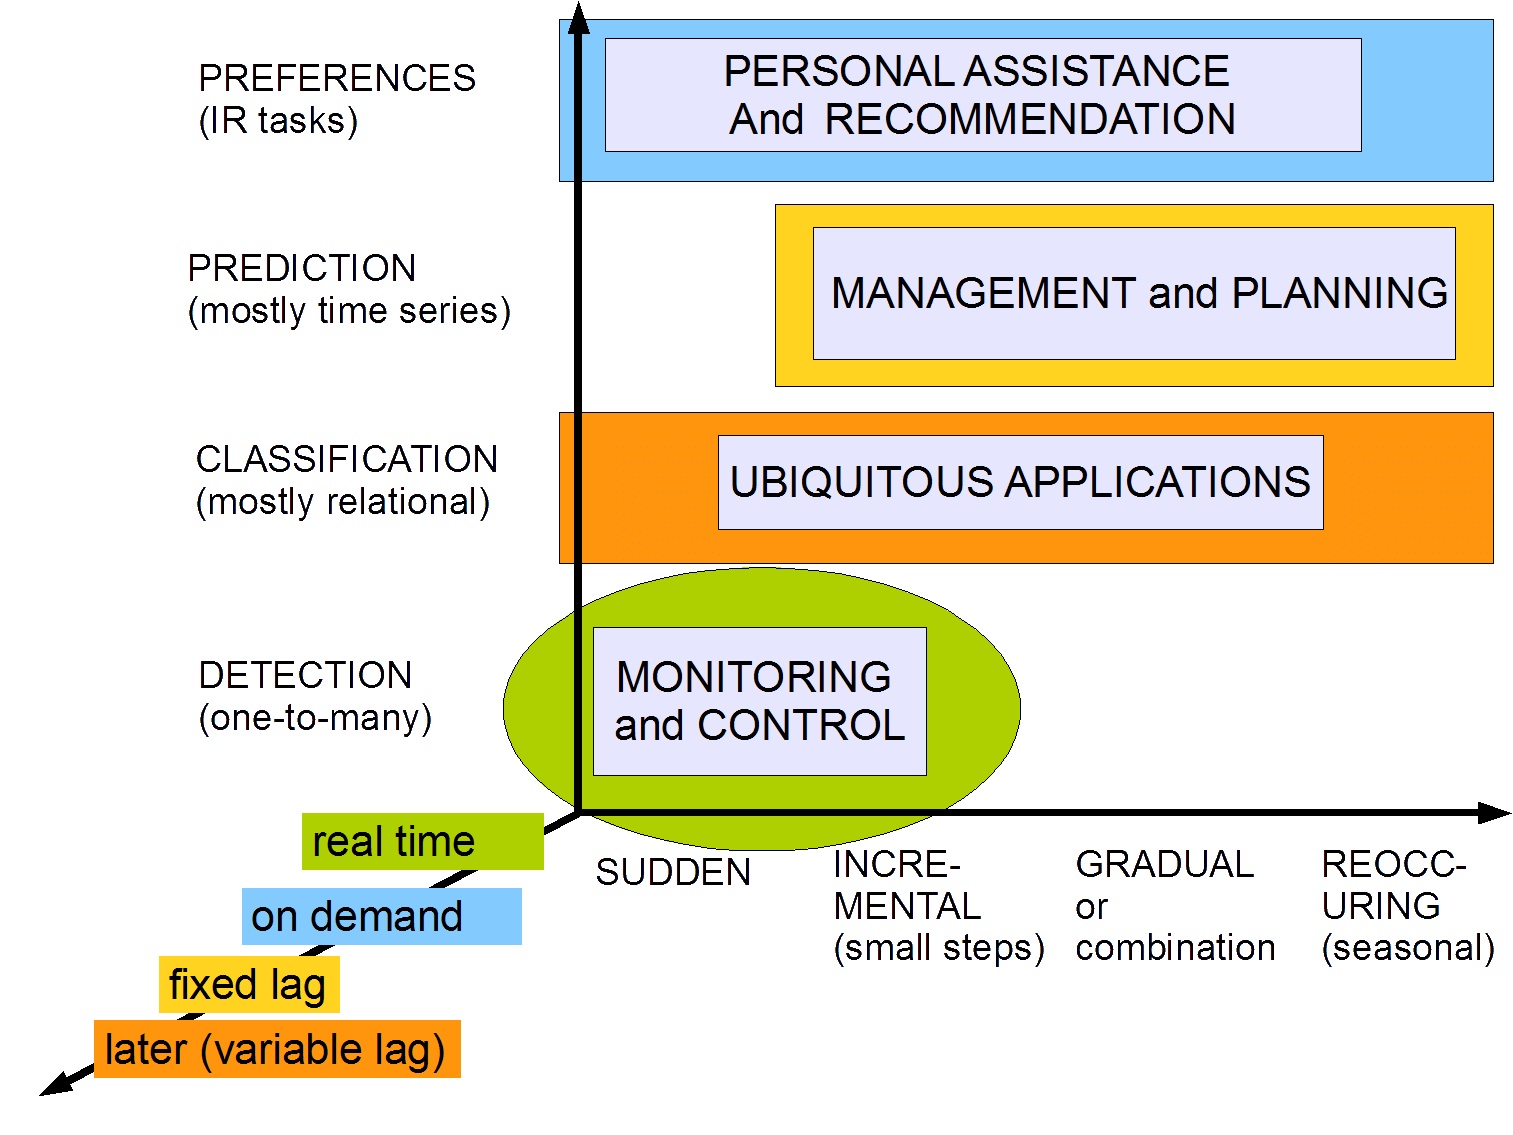 PREFERENCES
(IR tasks)
PERSONAL ASSISTANCE
And RECOMMENDATION
PREDICTION
(mostly time series)
MANAGEMENT and PLANNING
CLASSIFICATION
(mostly relational)
UBIQUITOUS APPLICATIONS
DETECTION
(one-to-many)
MONITORING
and CONTROL
real time
on demand
fixed lag
later (variable lag)
SUDDEN
INCRE-
MENTAL
(small steps)
GRADUAL
or
combination
REOCC-
URING
(seasonal)